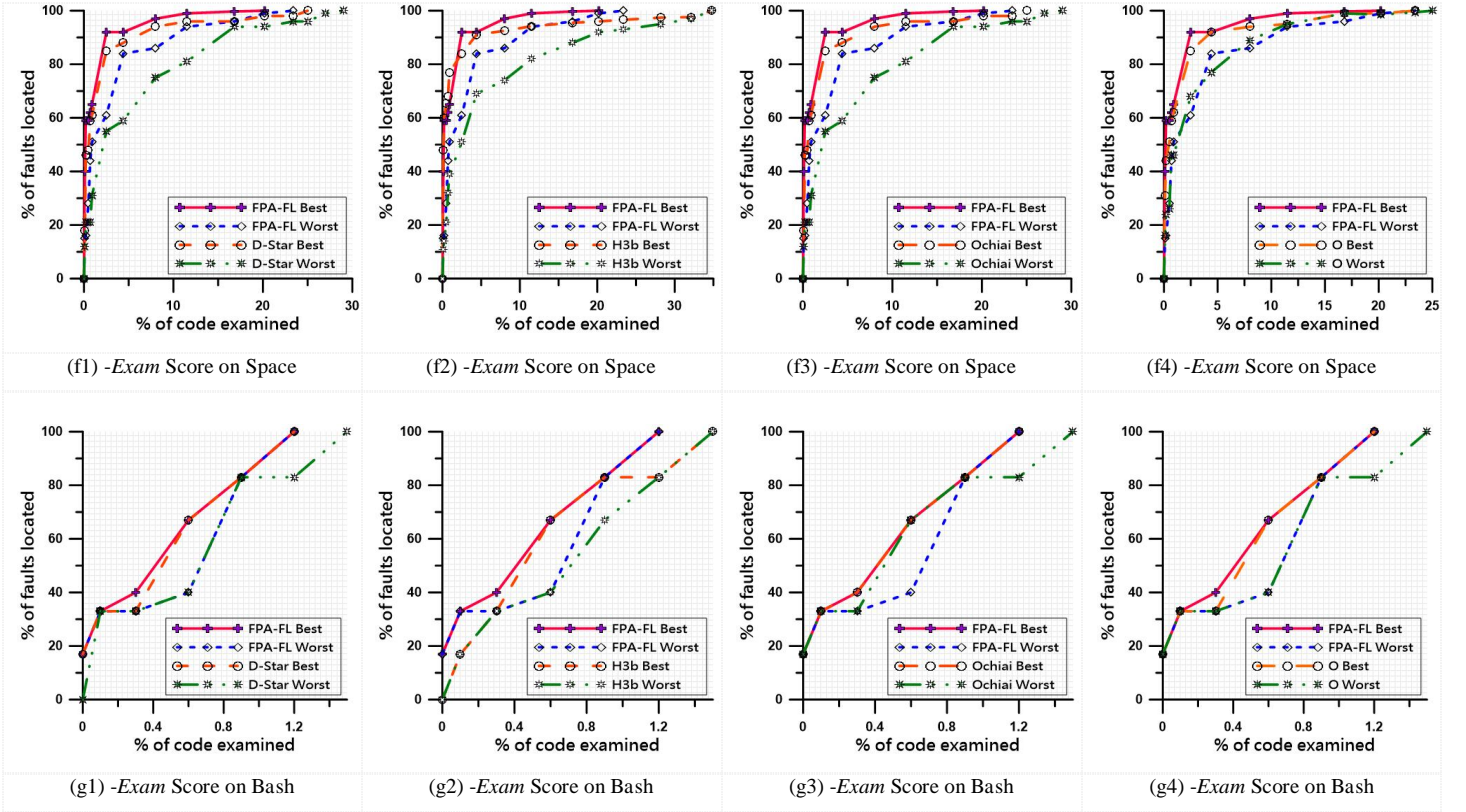 100
80
60
40
20
0
% of faults located
FPA-FL Best
FPA-FL Worst
D-Star Best
D-Star Worst
0 10 20 30
% of code examined
(f1) -Exam Score on Space
100
80
60
40
20
0
% of faults located
FPA-FL Best
FPA-FL Worst
H3b Best
H3b Worst
0 10 20 30
% of code examined
(f2) -Exam Score on Space
100
80
60
40
20
0
% of faults located
FPA-FL Best
FPA-FL Worst
Ochiai Best
Ochiai Worst
0 10 20 30
% of code examined
(f3) -Exam Score on Space
100
80
60
40
20
0
% of faults located
FPA-FL Best
FPA-FL Worst
O Best
O Worst
0 5 10 15 20 25
% of code examined
(f4) -Exam Score on Space
100
80
60
40
20
0
% of faults located
FPA-FL Best
FPA-FL Worst
D-Star Best
D-Star Worst
0 0.4 0.8 1.2
% of code examined
(g1) -Exam Score on Bash
100
80
60
40
20
0
% of faults located
FPA-FL Best
FPA-FL Worst
H3b Best
H3b Worst
0 0.4 0.8 1.2
% of code examined
(g2) -Exam Score on Bash
100
80
60
40
20
0
% of faults located
FPA-FL Best
FPA-FL Worst
Ochiai Best
Ochiai Worst
0 0.4 0.8 1.2
% of code examined
(g3) -Exam Score on Bash
100
80
60
40
20
0
% of faults located
FPA-FL Best
FPA-FL Worst
O Best
O Worst
0 0.4 0.8 1.2
% of code examined
(g4) -Exam Score on Bash